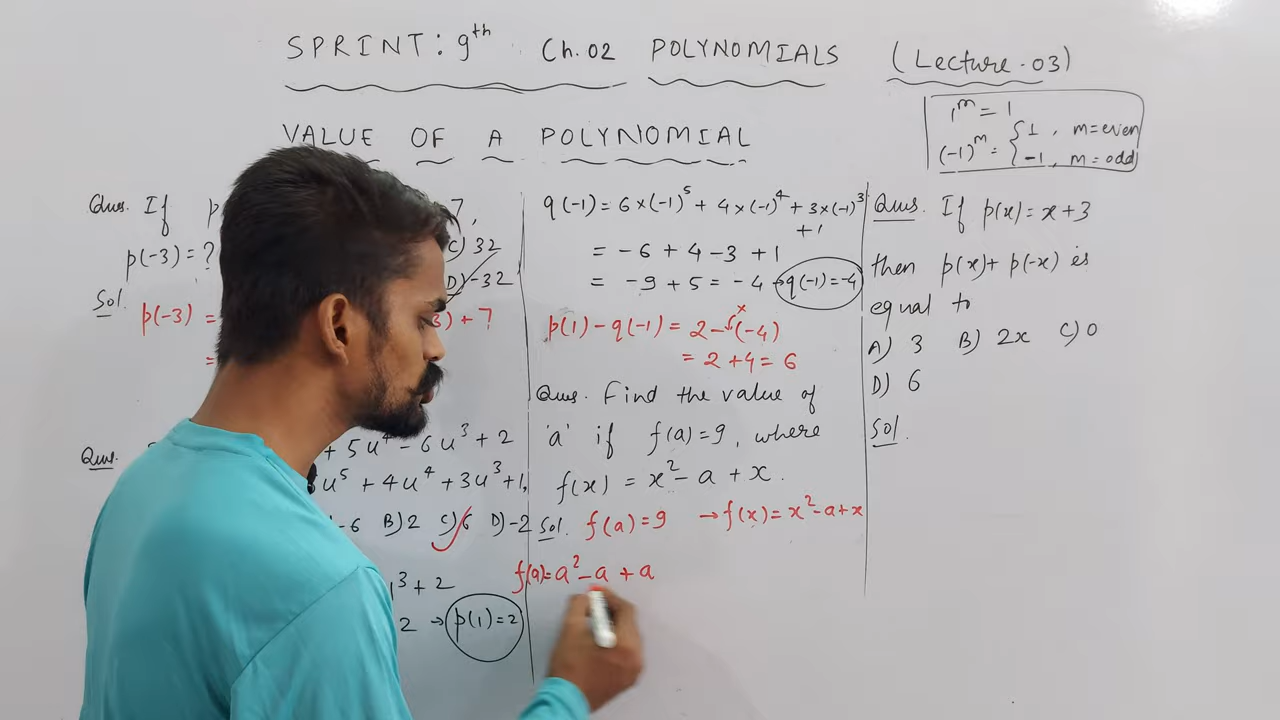 SPRINT: 9th Ch. 02 POLYNOMIALS (Lecture. 03)
VALUE OF A POLYNOMIAL
1^m = 1
(-1)^m = { 1, m = even
-1, m = odd
Ques. If p 7,
p(-3) = ? C) 32
D) -32
Sol.
p(-3) = 3) + 7
=
Ques. + 5u^4 - 6u^3 + 2
u^5 + 4u^4 + 3u^3 + 1,
-6 B) 2 C) 6 D) -2
^3 + 2
2 → p(1) = 2
q(-1) = 6 × (-1)^5 + 4 × (-1)^4 + 3 × (-1)^3
+ 1
= -6 + 4 - 3 + 1
= -9 + 5 = -4 → q(-1) = -4
p(1) - q(-1) = 2 - (-4)
= 2 + 4 = 6
Ques. Find the value of
'a' if f(a) = 9, where
f(x) = x^2 - a + x.
Sol. f(a) = 9 → f(x) = x^2 - a + x
f(a) = a^2 - a + a
Ques. If p(x) = x + 3
then p(x) + p(-x) is
equal to
A) 3 B) 2x C) 0
D) 6
Sol.